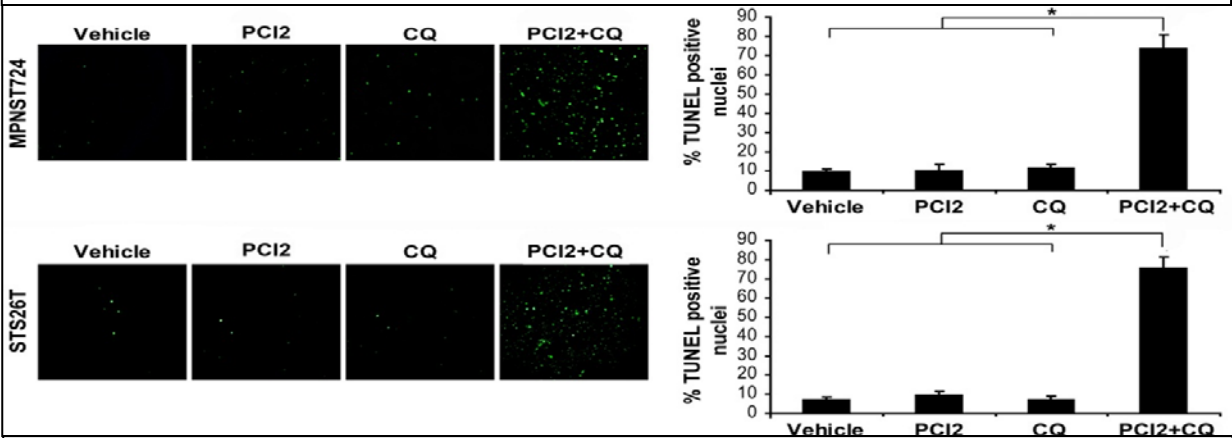 Vehicle PCI2 CQ PCI2+CQ
MPNST724
% TUNEL positive
nuclei
90
80
70
60
50
40
30
20
10
0
*
Vehicle PCI2 CQ PCI2+CQ
Vehicle PCI2 CQ PCI2+CQ
STS26T
% TUNEL positive
nuclei
90
80
70
60
50
40
30
20
10
0
*
Vehicle PCI2 CQ PCI2+CQ